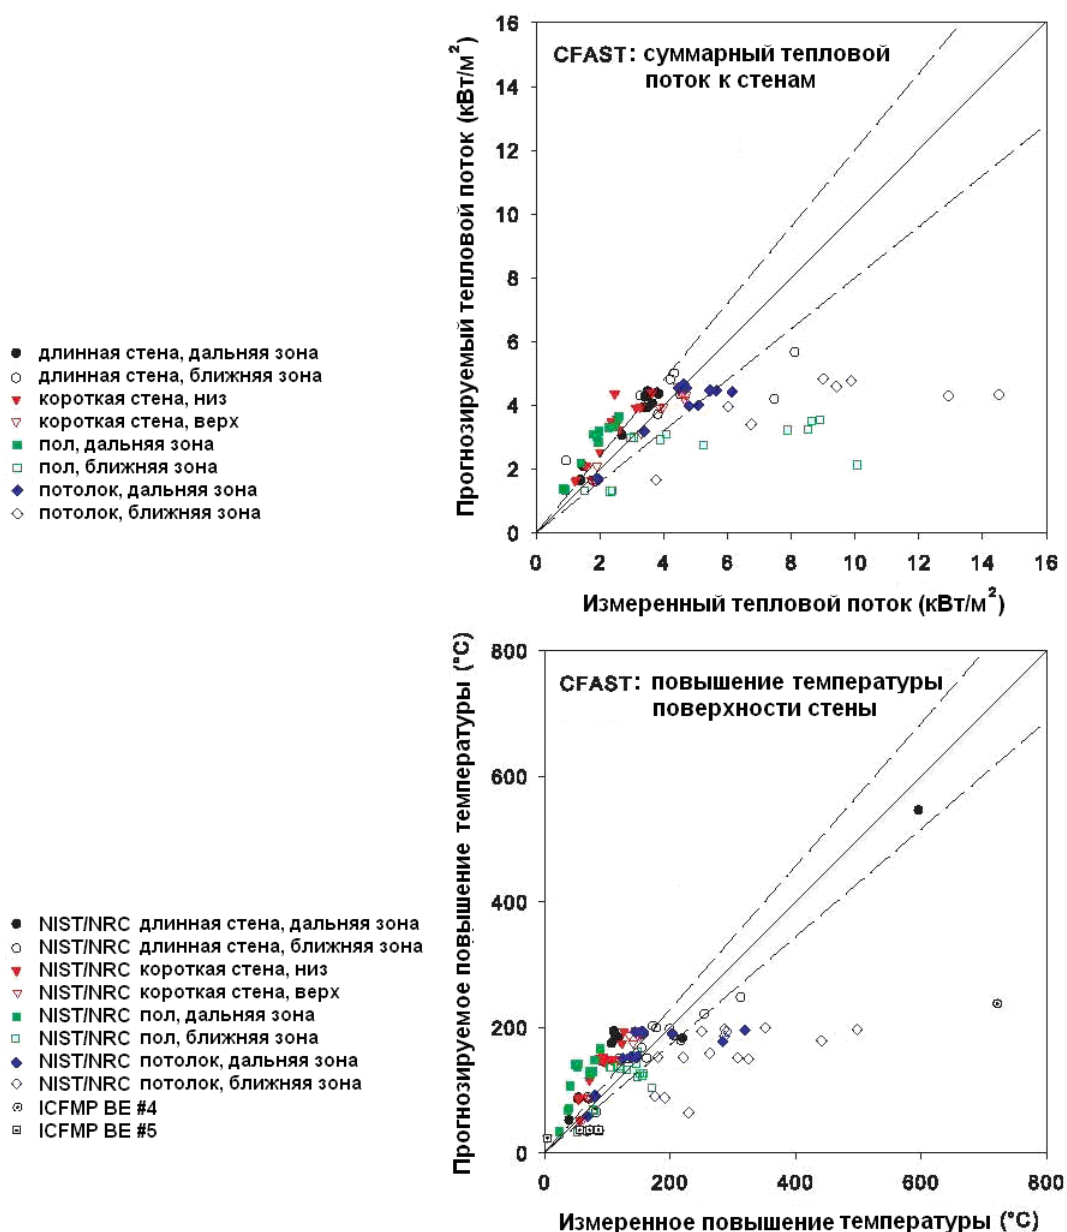 CFAST: суммарный тепловой
поток к стенам
Прогнозируемый тепловой поток (кВт/м²)
16
14
12
10
8
6
4
2
0
0 2 4 6 8 10 12 14 16
Измеренный тепловой поток (кВт/м²)
длинная стена, дальняя зона
длинная стена, ближняя зона
короткая стена, низ
короткая стена, верх
пол, дальняя зона
пол, ближняя зона
потолок, дальняя зона
потолок, ближняя зона
CFAST: повышение температуры
поверхности стены
Прогнозируемое повышение температуры (°C)
800
600
400
200
0
0 200 400 600 800
Измеренное повышение температуры (°C)
NIST/NRC длинная стена, дальняя зона
NIST/NRC длинная стена, ближняя зона
NIST/NRC короткая стена, низ
NIST/NRC короткая стена, верх
NIST/NRC пол, дальняя зона
NIST/NRC пол, ближняя зона
NIST/NRC потолок, дальняя зона
NIST/NRC потолок, ближняя зона
ICFMP BE #4
ICFMP BE #5